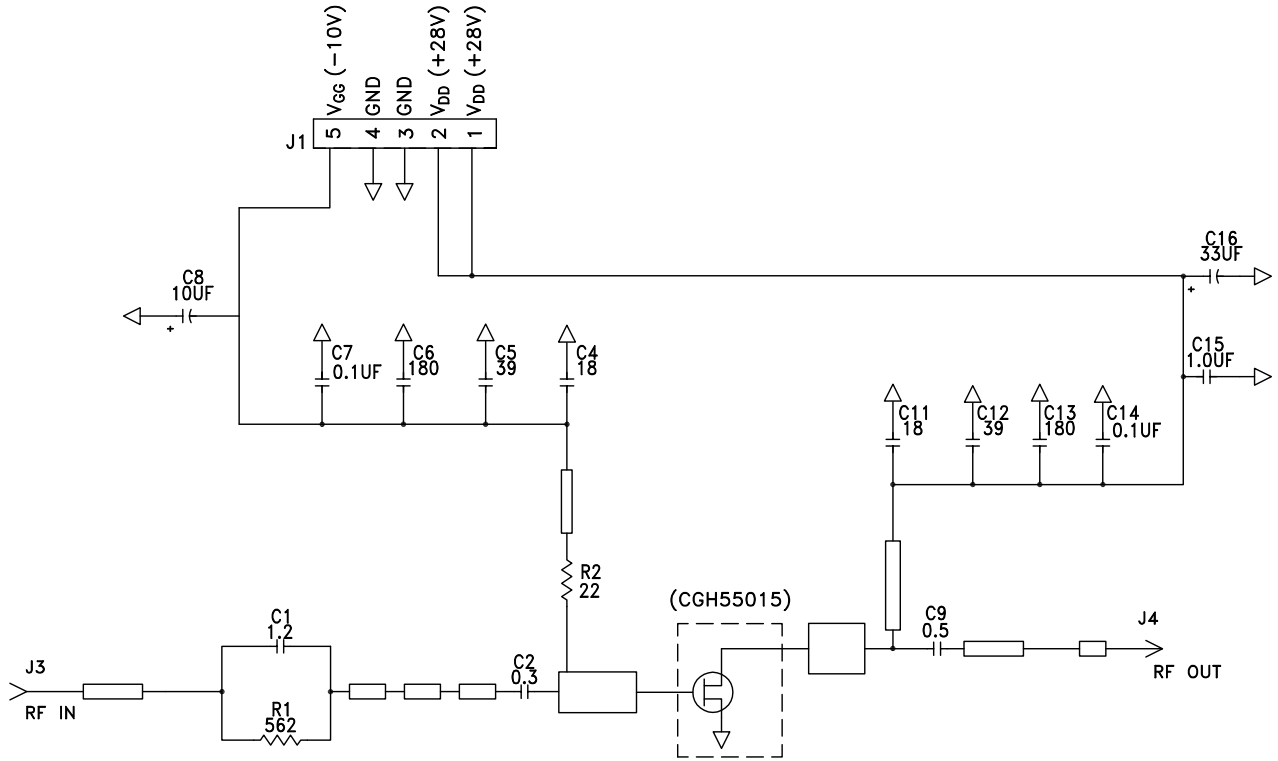 VGG (-10V)
GND
GND
VDD (+28V)
VDD (+28V)
J1
5
4
3
2
1
C16
33UF
+
C8
10UF
+
C7
0.1UF
C6
180
C5
39
C4
18
C15
1.0UF
C11
18
C12
39
C13
180
C14
0.1UF
R2
22
(CGH55015)
C1
1.2
C9
0.5
J4
RF OUT
J3
RF IN
C2
0.3
R1
562